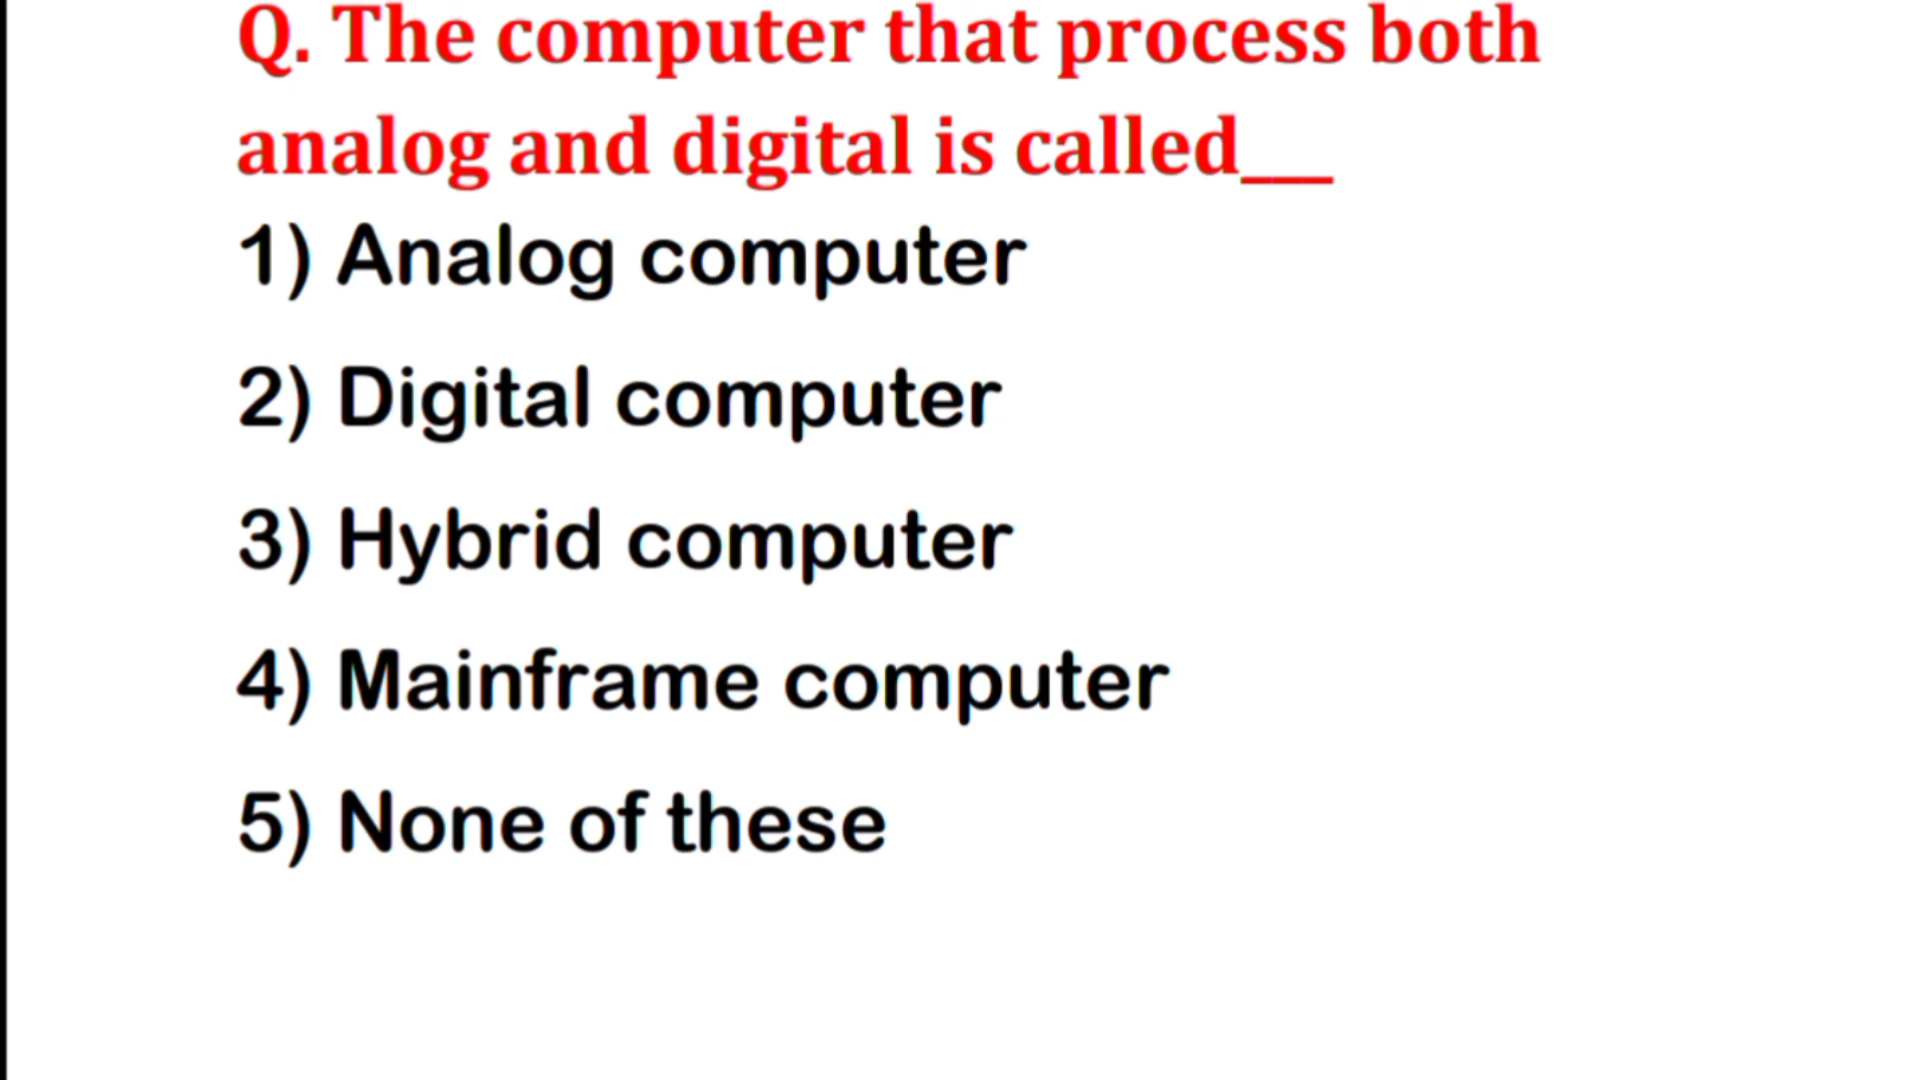 Q. The computer that process both
analog and digital is called___
1) Analog computer
2) Digital computer
3) Hybrid computer
4) Mainframe computer
5) None of these